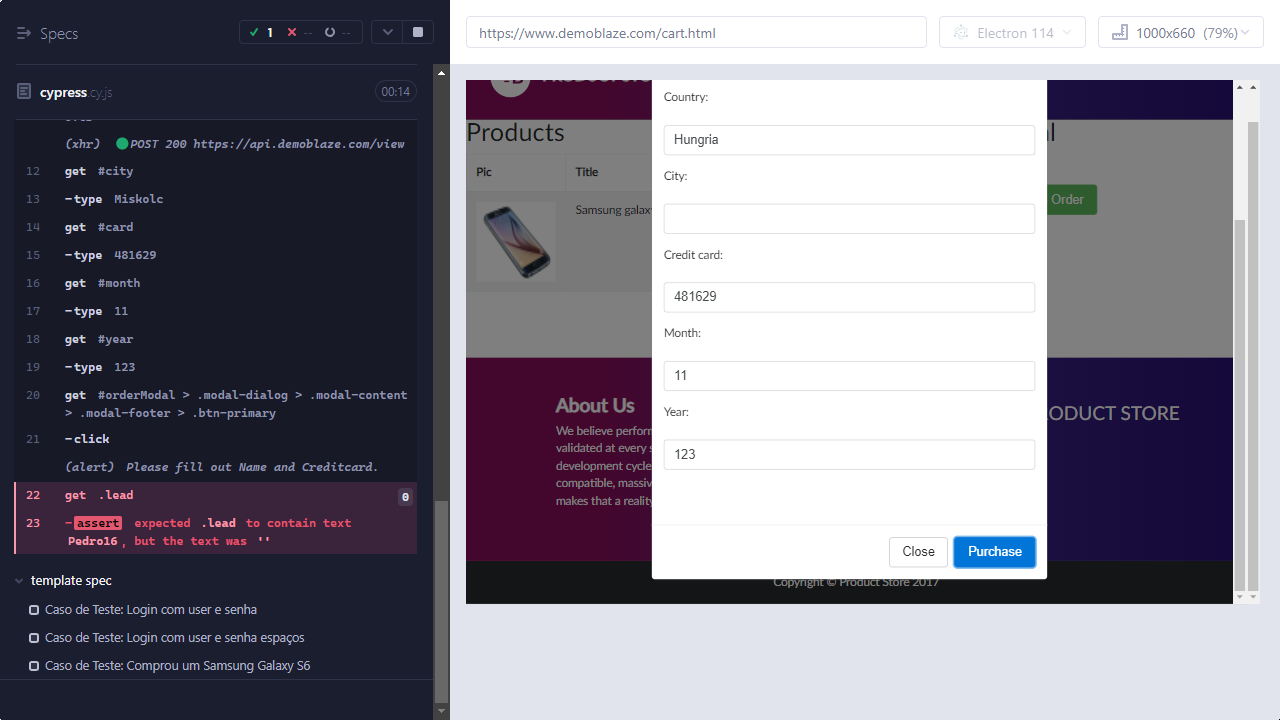 Specs
1
--
--
https://www.demoblaze.com/cart.html
Electron 114
1000x660 (79%)
cypress.cy.js
00:14
(xhr) POST 200 https://api.demoblaze.com/view
12 get #city
13 -type Miskolc
14 get #card
15 -type 481629
16 get #month
17 -type 11
18 get #year
19 -type 123
20 get #orderModal > .modal-dialog > .modal-content
> .modal-footer > .btn-primary
21 -click
(alert) Please fill out Name and Creditcard.
22 get .lead 0
23 -assert expected .lead to contain text
Pedro16, but the text was ''
template spec
Caso de Teste: Login com user e senha
Caso de Teste: Login com user e senha espaços
Caso de Teste: Comprou um Samsung Galaxy S6
Products
Pic
Title
Samsung galaxy
Order
Country:
Hungria
City:
Credit card:
481629
Month:
11
Year:
123
Close
Purchase
About Us
We believe perform
validated at every s
development cycle
compatible, massiv
makes that a reality
RODUCT STORE
Copyright © Product Store 2017